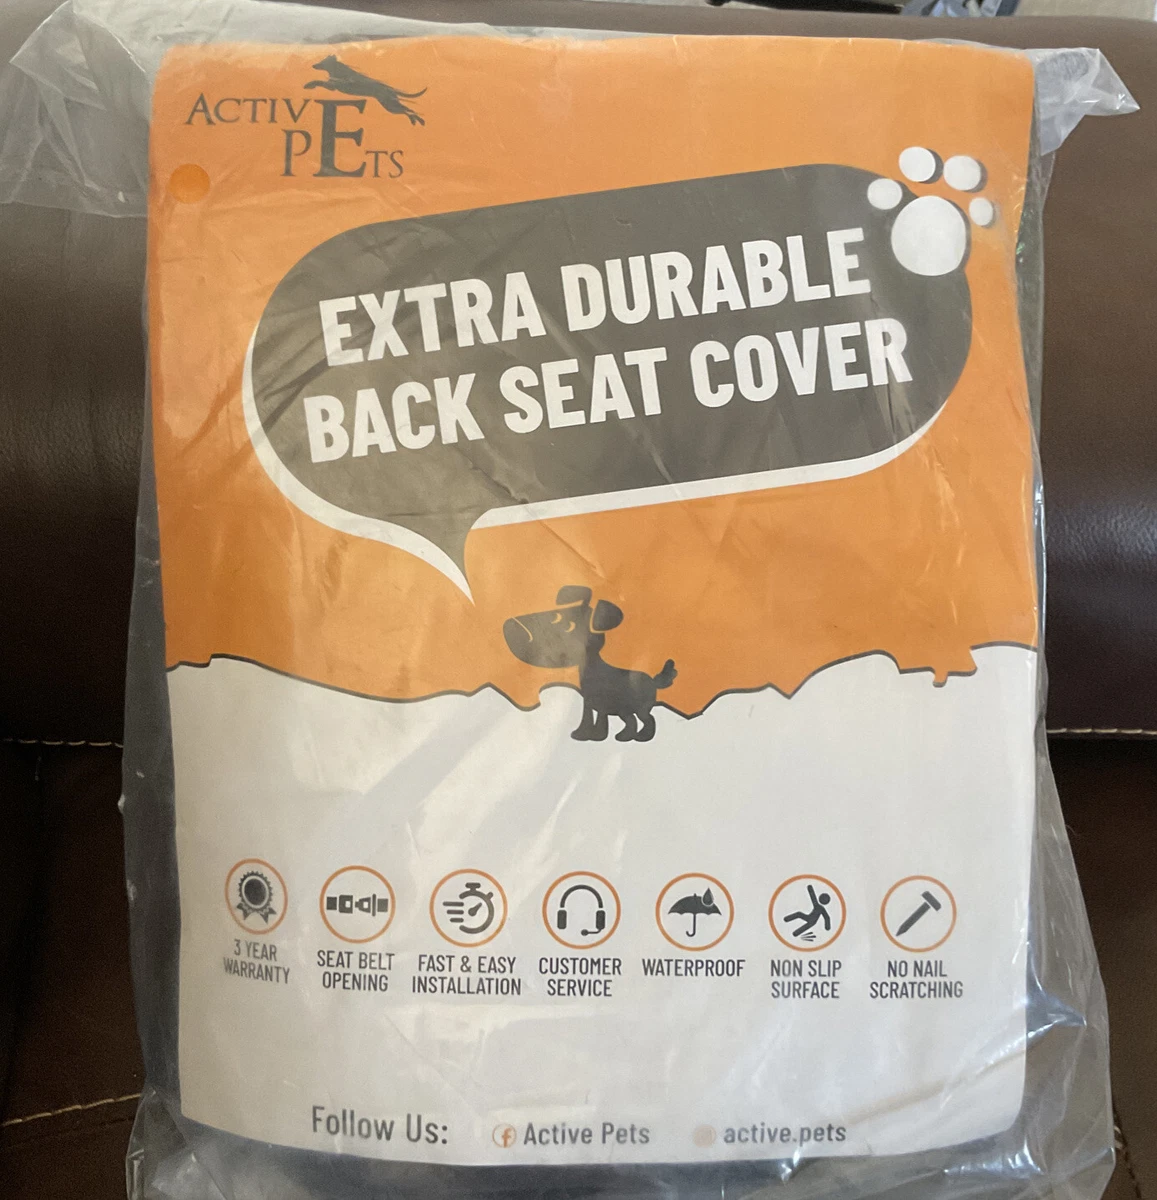 ACTIVE
PETS
EXTRA DURABLE
BACK SEAT COVER
3 YEAR
WARRANTY
SEAT BELT
OPENING
FAST & EASY
INSTALLATION
CUSTOMER
SERVICE
WATERPROOF
NON SLIP
SURFACE
NO NAIL
SCRATCHING
Follow Us: Active Pets active.pets